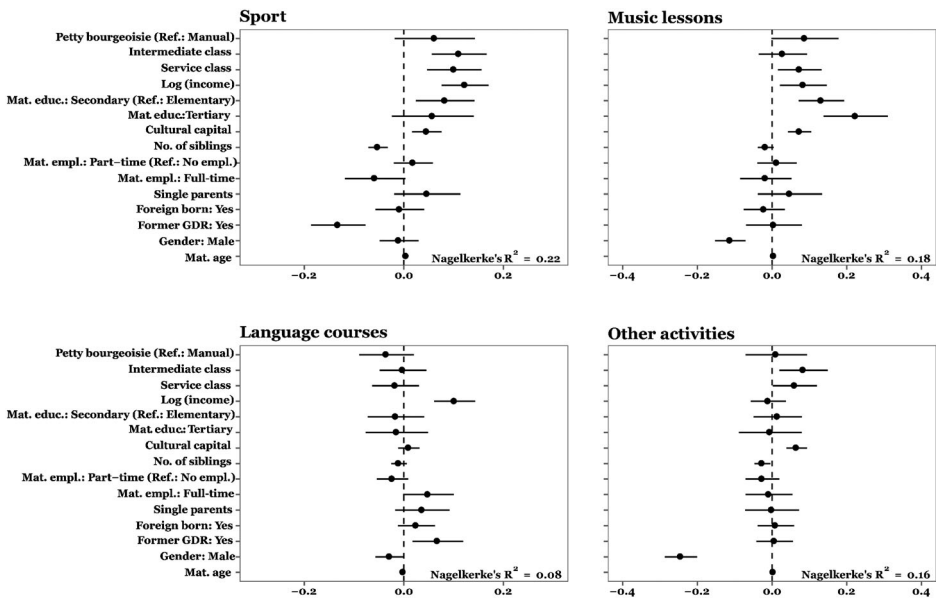 Sport
Music lessons
Petty bourgeoisie (Ref.: Manual)
Intermediate class
Service class
Log (income)
Mat. educ.: Secondary (Ref.: Elementary)
Mat. educ.:Tertiary
Cultural capital
No. of siblings
Mat. empl.: Part−time (Ref.: No empl.)
Mat. empl.: Full-time
Single parents
Foreign born: Yes
Former GDR: Yes
Gender: Male
Mat. age
Nagelkerke's R² = 0.22
Nagelkerke's R² = 0.18
−0.2 0.0 0.2
−0.4 −0.2 0.0 0.2 0.4
Language courses
Other activities
Petty bourgeoisie (Ref.: Manual)
Intermediate class
Service class
Log (income)
Mat. educ.: Secondary (Ref.: Elementary)
Mat. educ.: Tertiary
Cultural capital
No. of siblings
Mat. empl.: Part−time (Ref.: No empl.)
Mat. empl.: Full-time
Single parents
Foreign born: Yes
Former GDR: Yes
Gender: Male
Mat. age
Nagelkerke's R² = 0.08
Nagelkerke's R² = 0.16
−0.2 0.0 0.2
−0.4 −0.2 0.0 0.2 0.4